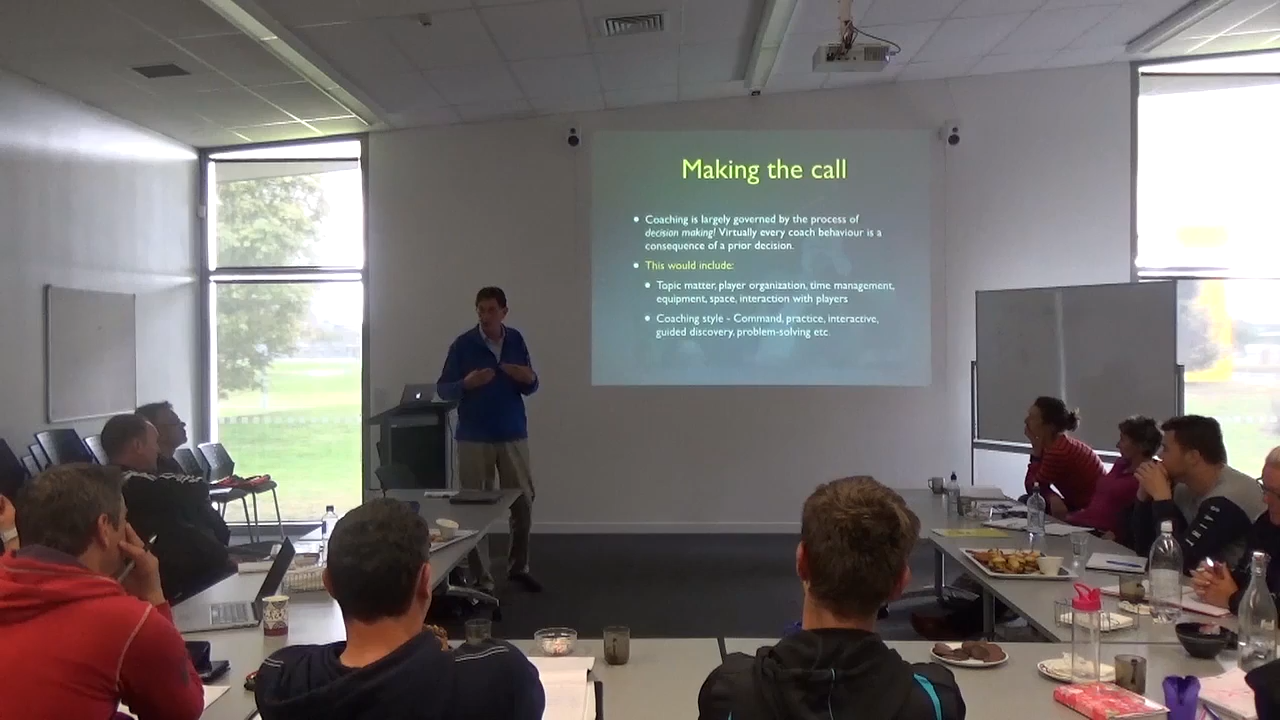 Making the call
• Coaching is largely governed by the process of
decision making! Virtually every coach behaviour is a
consequence of a prior decision.
• This would include:
• Topic matter, player organization, time management,
equipment, space, interaction with players
• Coaching style - Command, practice, interactive,
guided discovery, problem-solving etc.